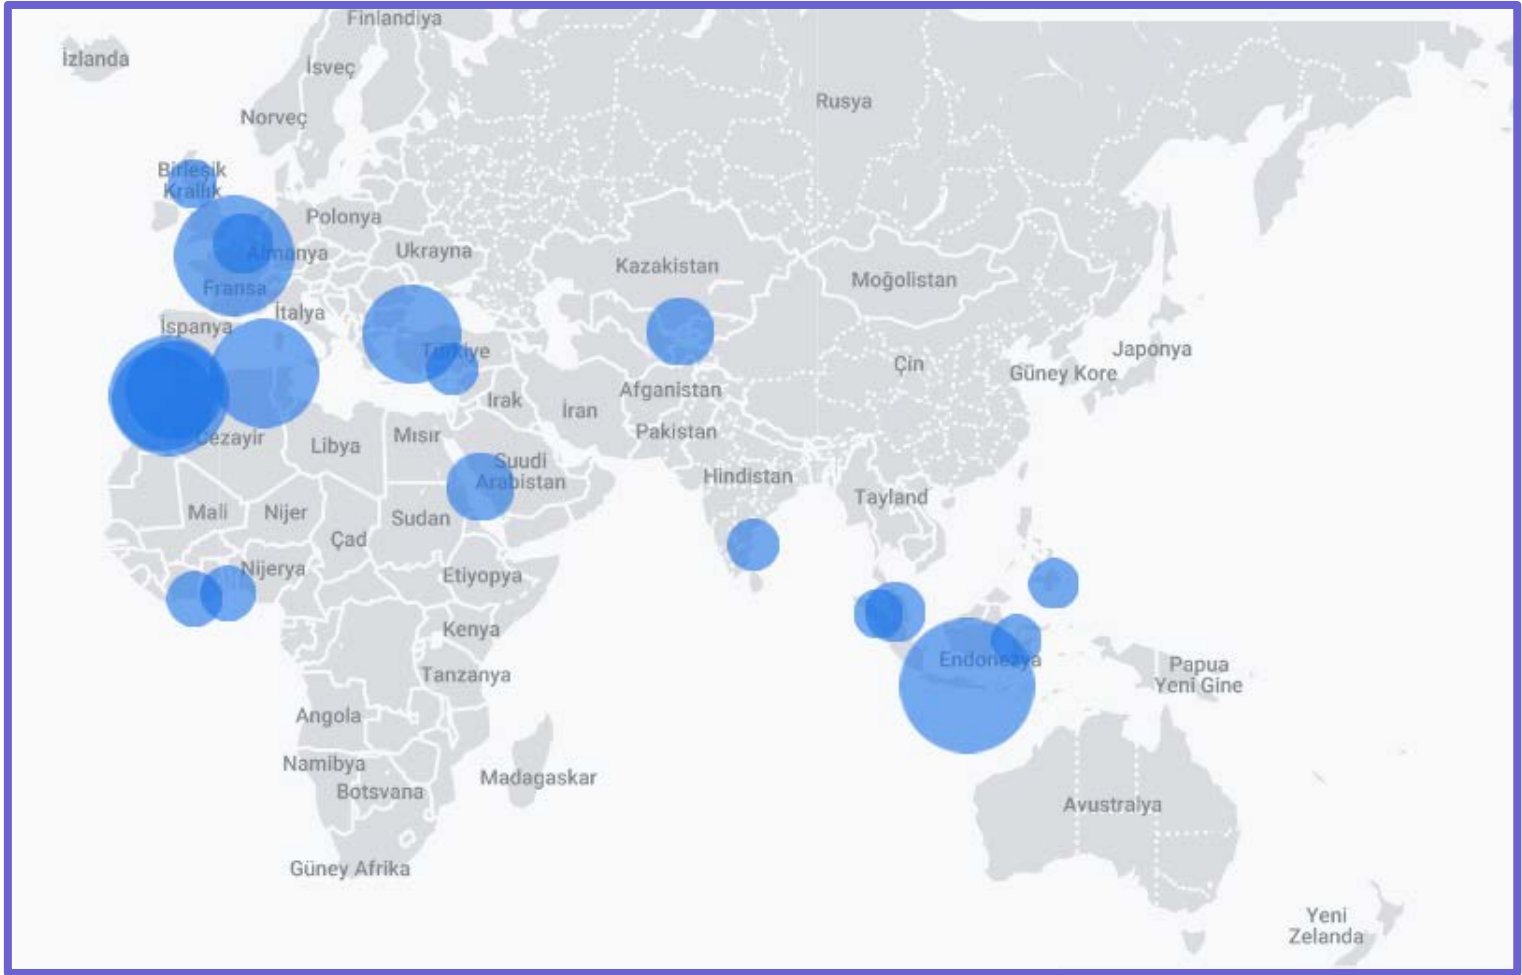 Finlandiya
İzlanda
İsveç
Rusya
Norveç
Birleşik
Krallık
Polonya
Almanya
Ukrayna
Kazakistan
Moğolistan
Fransa
İtalya
İspanya
Türkiye
Çin
Japonya
Güney Kore
Afganistan
Irak
İran
Pakistan
Cezayir
Libya
Mısır
Suudi
Arabistan
Hindistan
Tayland
Mali
Nijer
Sudan
Çad
Nijerya
Etiyopya
Kenya
Endonezya
Papua
Yeni Gine
Tanzanya
Angola
Namibya
Botsvana
Madagaskar
Avustralya
Güney Afrika
Yeni
Zelanda